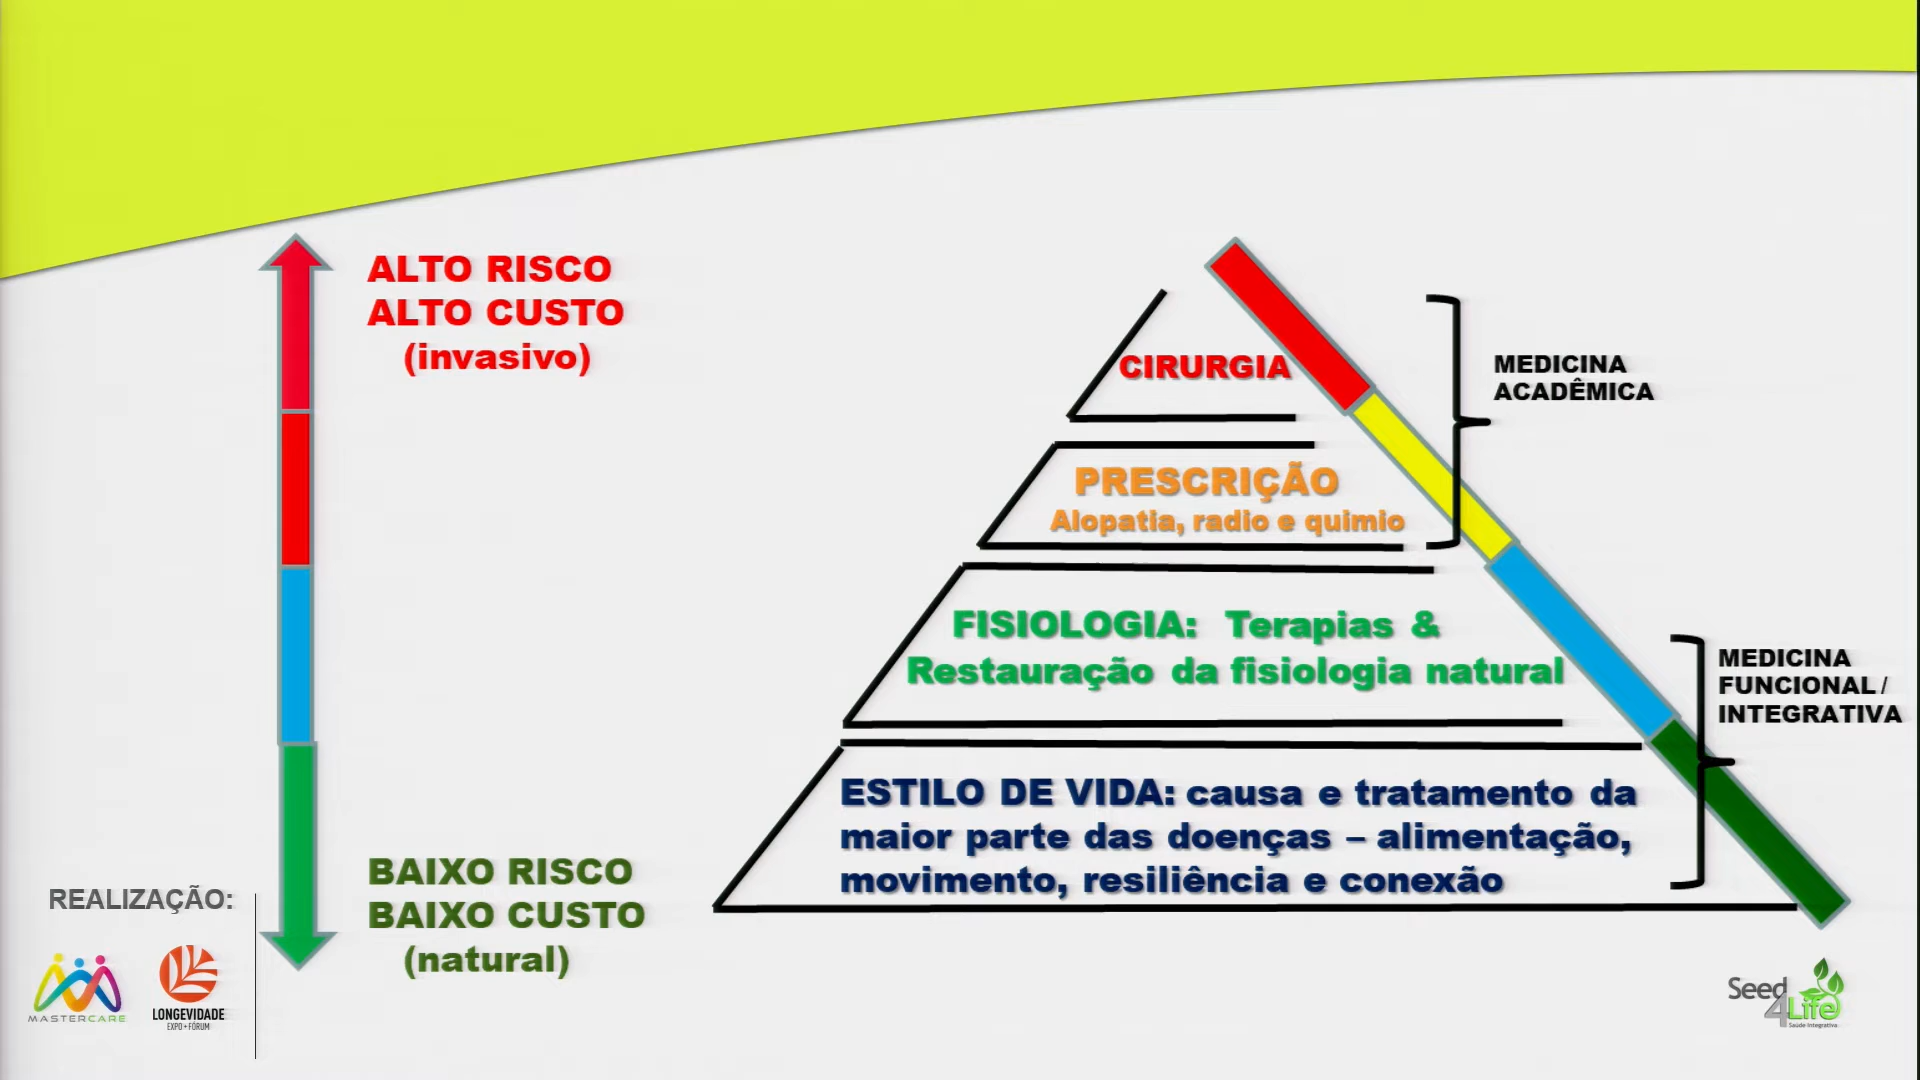 ALTO RISCO
ALTO CUSTO
(invasivo)
CIRURGIA
MEDICINA
ACADÊMICA
PRESCRIÇÃO
Alopatia, radio e quimio
FISIOLOGIA: Terapias &
Restauração da fisiologia natural
MEDICINA
FUNCIONAL /
INTEGRATIVA
ESTILO DE VIDA: causa e tratamento da
maior parte das doenças – alimentação,
movimento, resiliência e conexão
BAIXO RISCO
BAIXO CUSTO
(natural)
REALIZAÇÃO:
MASTERCARE
LONGEVIDADE
EXPO + FÓRUM
Seed
4Life
Saúde Integrativa